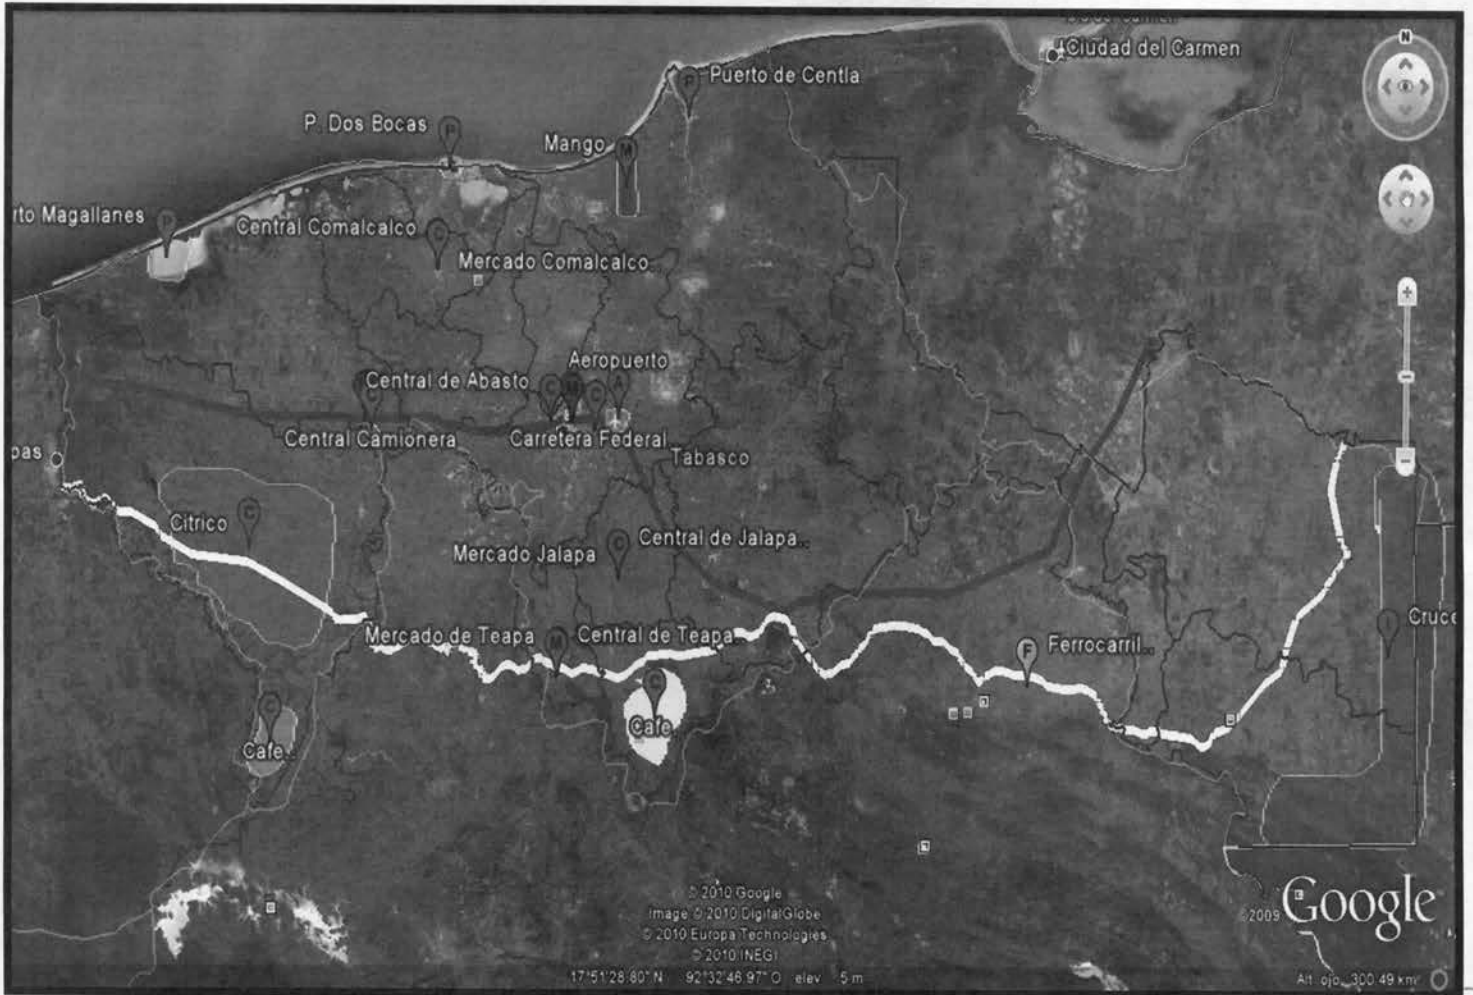 N
Ciudad del Carmen
P
Puerto de Centla
P. Dos Bocas
P
Mango
M
rto Magallanes
P
Central Comalcalco
C
Mercado Comalcalco..
Aeropuerto
Central de Abasto
C
M
C
A
C
Central Camionera
Carretera Federal
Tabasco
pas
Citrico
C
Mercado Jalapa
C
Central de Jalapa..
Cruce
Mercado de Teapa
M
Central de Teapa..
F
Ferrocarril..
C
C
Cafe..
Cafe..
© 2010 Google
Image © 2010 DigitalGlobe
© 2010 Europa Technologies
© 2010 INEGI
©2009
Google
17°51'28.80" N 92°32'46.97" O elev 5 m
Alt. ojo 300.49 km